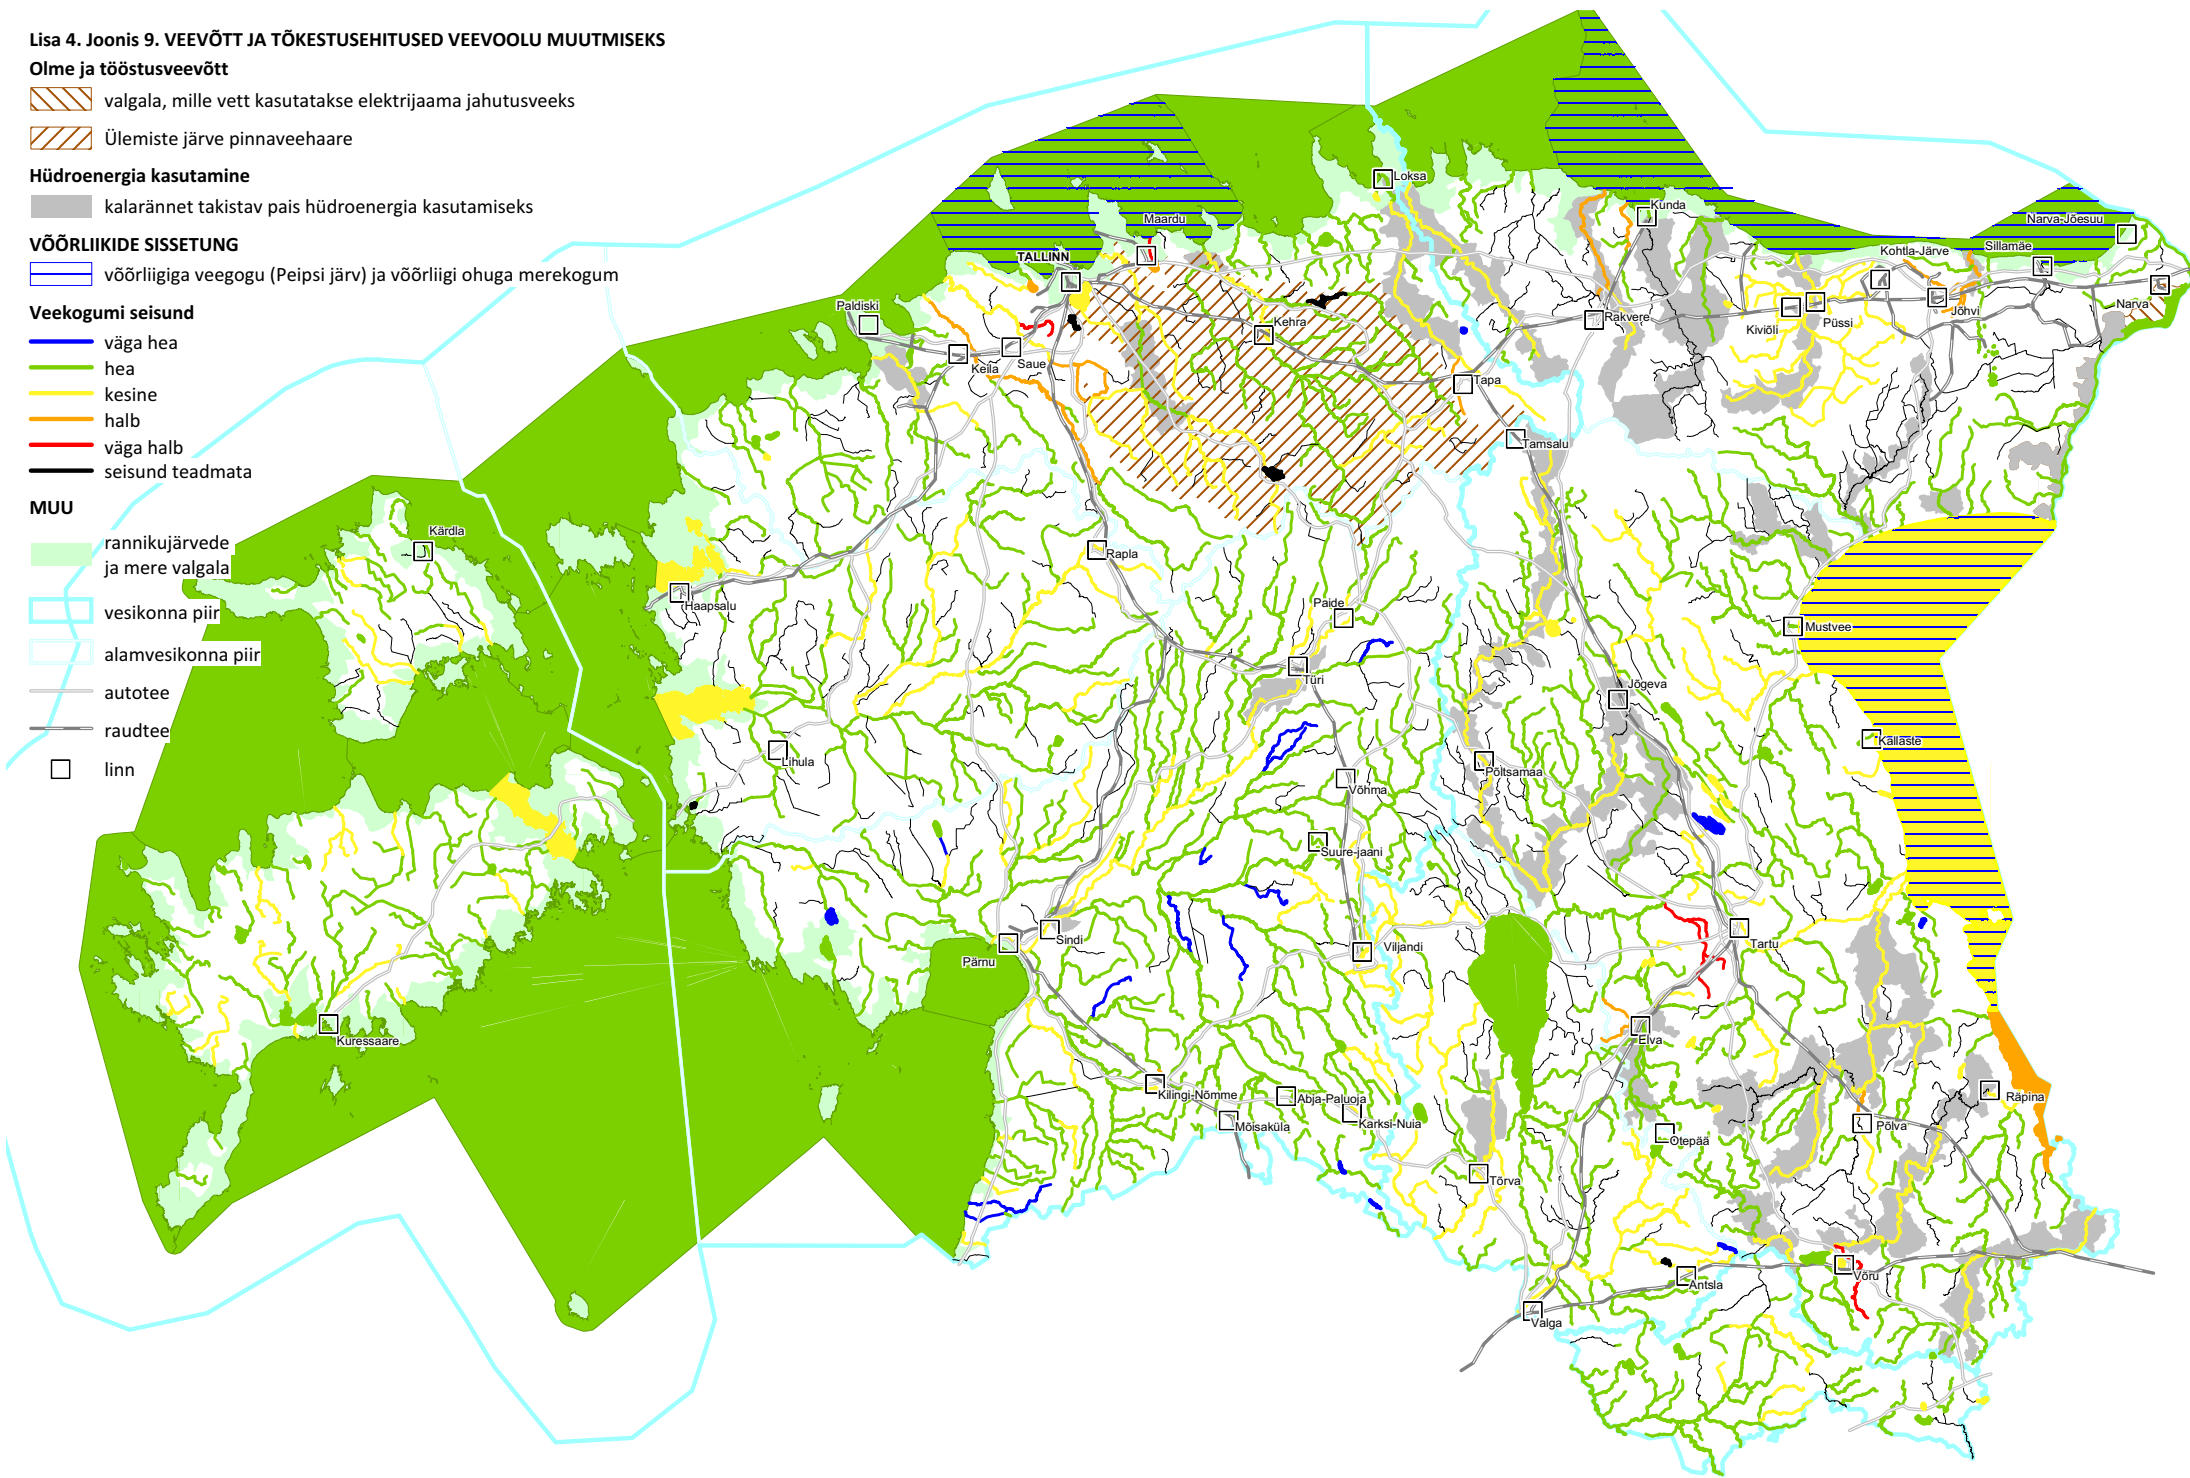 Lisa 4. Joonis 9. VEEVÕTT JA TÕKESTUSEHITUSED VEEVOOLU MUUTMISEKS
Olme ja tööstusveevõtt
valgala, mille vett kasutatakse elektrijaama jahutusveeks
Ülemiste järve pinnaveehaare
Hüdroenergia kasutamine
kalarännet takistav pais hüdroenergia kasutamiseks
VÕÕRLIIKIDE SISSETUNG
võõrliigiga veegogu (Peipsi järv) ja võõrliigi ohuga merekogum
Veekogumi seisund
väga hea
hea
kesine
halb
väga halb
seisund teadmata
MUU
rannikujärvede
ja mere valgala
vesikonna piir
alamvesikonna piir
autotee
raudtee
linn
Loksa
Kunda
Maardu
Narva-Jõesuu
TALLINN
Kohtla-Järve
Sillamäe
Paldiski
Narva
Kehra
Rakvere
Kiviõli
Püssi
Jõhvi
Keila
Saue
Tapa
Tamsalu
Kärdla
Rapla
Haapsalu
Paide
Mustvee
Türi
Jõgeva
Kallaste
Lihula
Põltsamaa
Võhma
Suure-jaani
Sindi
Pärnu
Viljandi
Tartu
Kuressaare
Elva
Kilingi-Nõmme
Abja-Paluoja
Räpina
Mõisaküla
Karksi-Nuia
Põlva
Otepää
Tõrva
Võru
Antsla
Valga